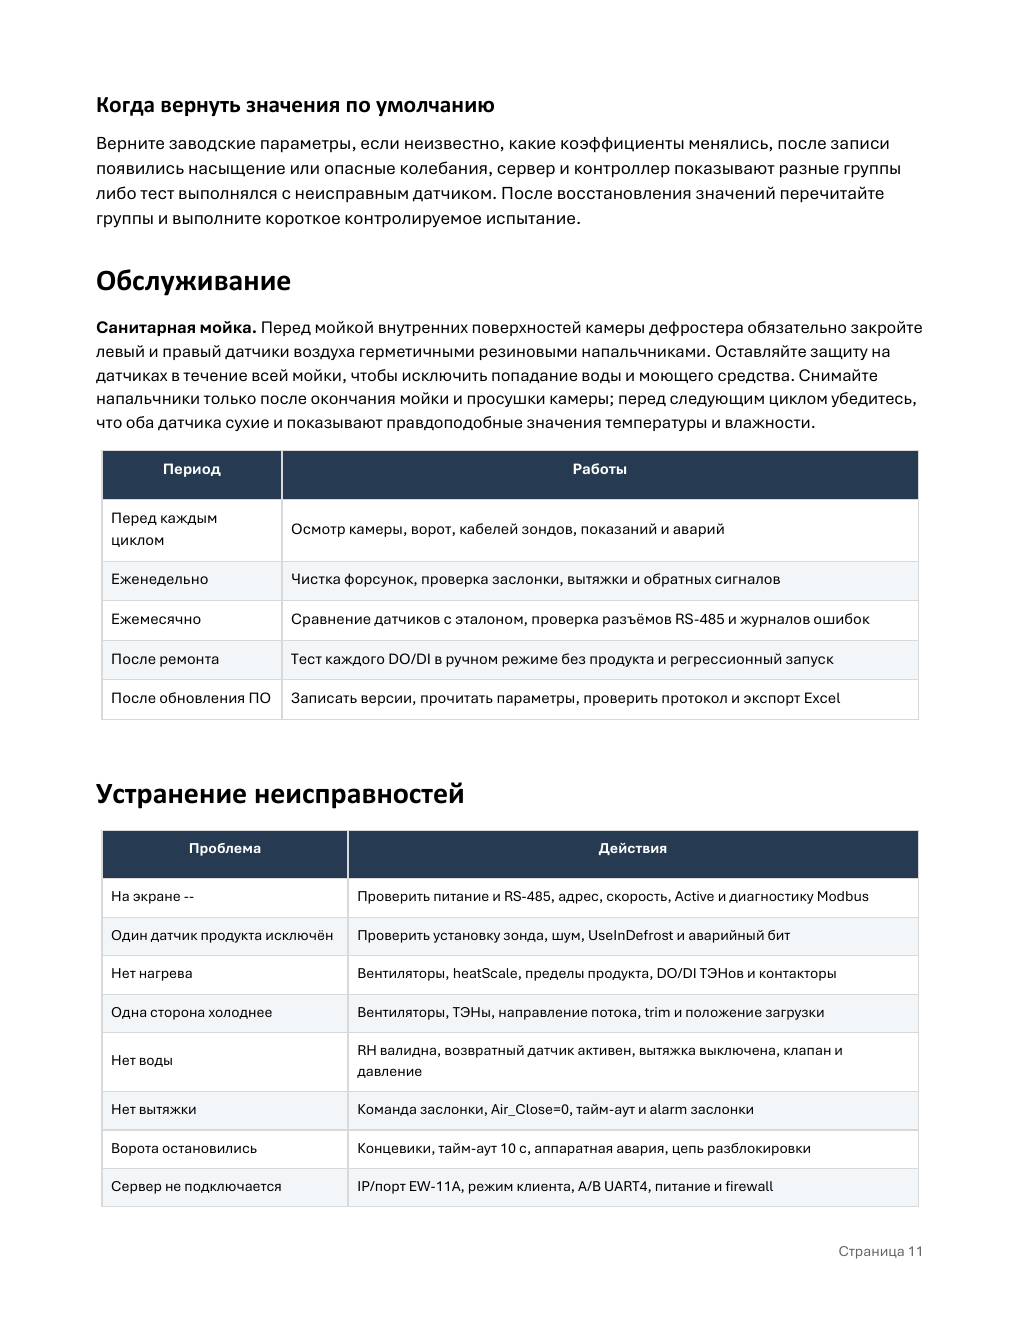 Когда вернуть значения по умолчанию
Верните заводские параметры, если неизвестно, какие коэффициенты менялись, после записи
появились насыщение или опасные колебания, сервер и контроллер показывают разные группы
либо тест выполнялся с неисправным датчиком. После восстановления значений перечитайте
группы и выполните короткое контролируемое испытание.
Обслуживание
Санитарная мойка. Перед мойкой внутренних поверхностей камеры дефростера обязательно закройте
левый и правый датчики воздуха герметичными резиновыми напальчниками. Оставляйте защиту на
датчиках в течение всей мойки, чтобы исключить попадание воды и моющего средства. Снимайте
напальчники только после окончания мойки и просушки камеры; перед следующим циклом убедитесь,
что оба датчика сухие и показывают правдоподобные значения температуры и влажности.
Период Работы
Перед каждым
циклом
Осмотр камеры, ворот, кабелей зондов, показаний и аварий
Еженедельно Чистка форсунок, проверка заслонки, вытяжки и обратных сигналов
Ежемесячно Сравнение датчиков с эталоном, проверка разъёмов RS-485 и журналов ошибок
После ремонта Тест каждого DO/DI в ручном режиме без продукта и регрессионный запуск
После обновления ПО Записать версии, прочитать параметры, проверить протокол и экспорт Excel
Устранение неисправностей
Проблема Действия
На экране -- Проверить питание и RS-485, адрес, скорость, Active и диагностику Modbus
Один датчик продукта исключён Проверить установку зонда, шум, UseInDefrost и аварийный бит
Нет нагрева Вентиляторы, heatScale, пределы продукта, DO/DI ТЭНов и контакторы
Одна сторона холоднее Вентиляторы, ТЭНы, направление потока, trim и положение загрузки
Нет воды
RH валидна, возвратный датчик активен, вытяжка выключена, клапан и
давление
Нет вытяжки Команда заслонки, Air_Close=0, тайм-аут и alarm заслонки
Ворота остановились Концевики, тайм-аут 10 с, аппаратная авария, цепь разблокировки
Сервер не подключается IP/порт EW-11A, режим клиента, A/B UART4, питание и firewall
Страница 11